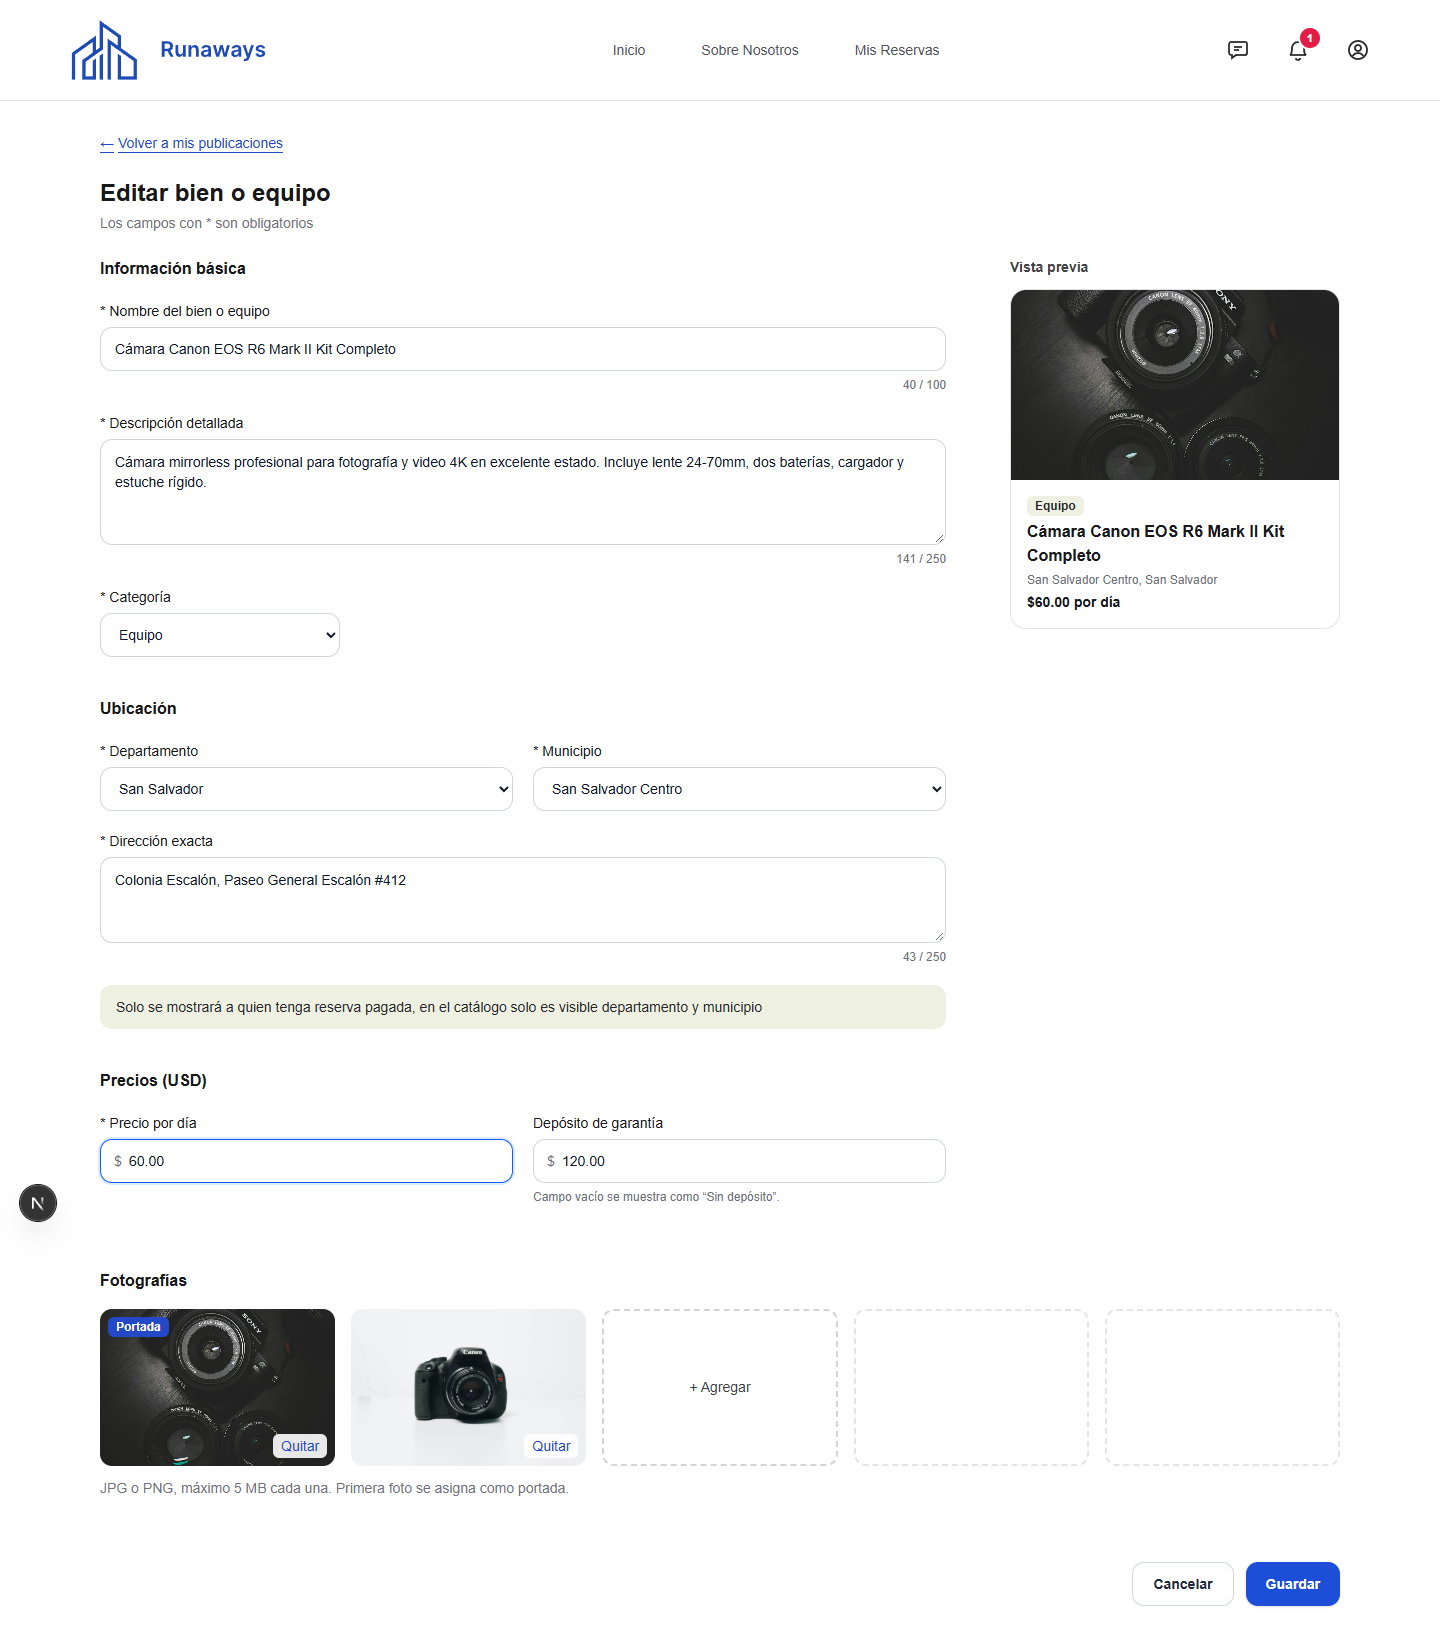 Runaways
Inicio
Sobre Nosotros
Mis Reservas
1
← Volver a mis publicaciones
Editar bien o equipo
Los campos con * son obligatorios
Información básica
* Nombre del bien o equipo
Cámara Canon EOS R6 Mark II Kit Completo
40 / 100
* Descripción detallada
Cámara mirrorless profesional para fotografía y video 4K en excelente estado. Incluye lente 24-70mm, dos baterías, cargador y
estuche rígido.
141 / 250
* Categoría
Equipo
Ubicación
* Departamento
San Salvador
* Municipio
San Salvador Centro
* Dirección exacta
Colonia Escalón, Paseo General Escalón #412
43 / 250
Solo se mostrará a quien tenga reserva pagada, en el catálogo solo es visible departamento y municipio
Precios (USD)
* Precio por día
$ 60.00
Depósito de garantía
$ 120.00
Campo vacío se muestra como “Sin depósito”.
Vista previa
SONY
CANON LENS
Equipo
Cámara Canon EOS R6 Mark II Kit
Completo
San Salvador Centro, San Salvador
$60.00 por día
N
Fotografías
Portada
SONY
Quitar
Canon
Quitar
+ Agregar
JPG o PNG, máximo 5 MB cada una. Primera foto se asigna como portada.
Cancelar
Guardar